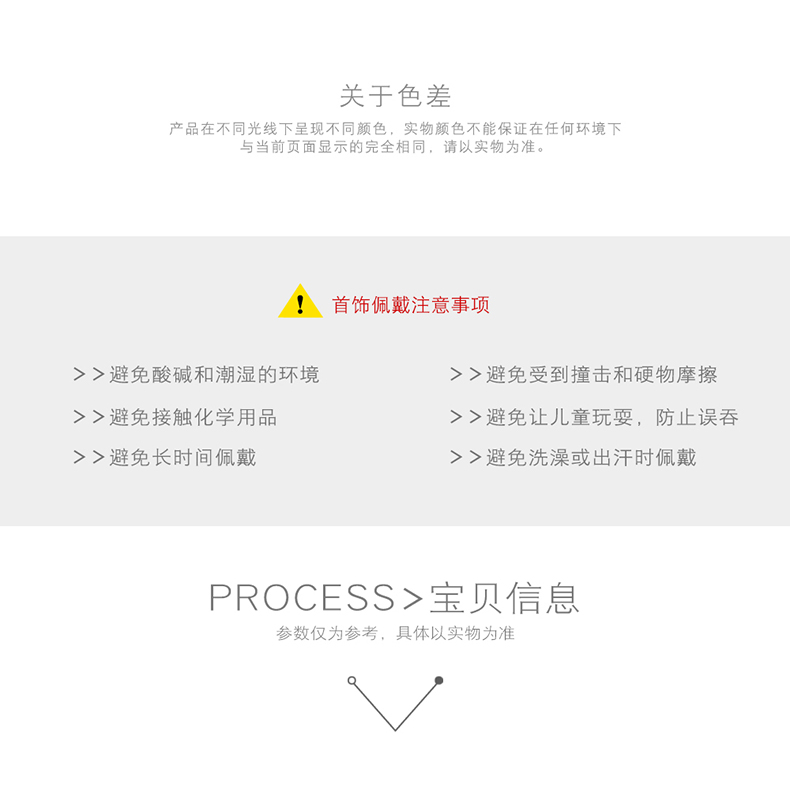 关于色差
产品在不同光线下呈现不同颜色，实物颜色不能保证在任何环境下
与当前页面显示的完全相同，请以实物为准。
首饰佩戴注意事项
>>避免酸碱和潮湿的环境
>>避免受到撞击和硬物摩擦
>>避免接触化学用品
>>避免让儿童玩耍，防止误吞
>>避免长时间佩戴
>>避免洗澡或出汗时佩戴
PROCESS>宝贝信息
参数仅为参考，具体以实物为准